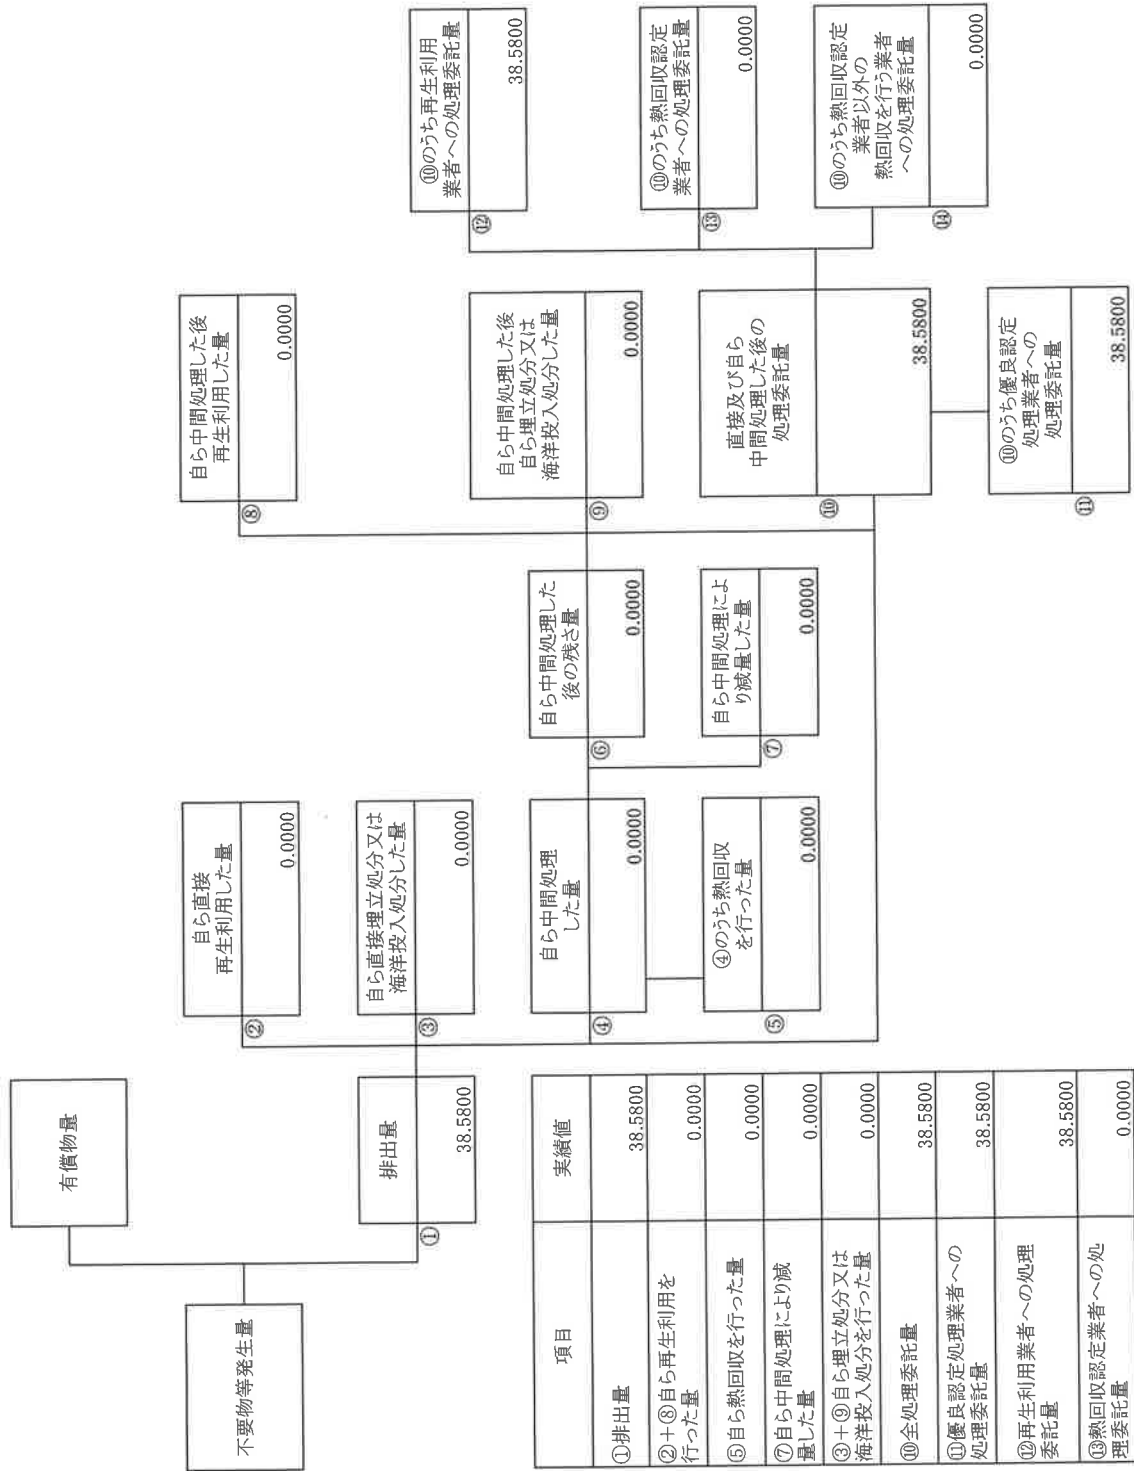 不要物等発生量
有償物量
①
排出量
38.5800
②
自ら直接
再生利用した量
0.0000
③
自ら直接埋立処分又は
海洋投入処分した量
0.0000
④
自ら中間処理
した量
0.0000
⑤
④のうち熱回収
を行った量
0.0000
⑥
自ら中間処理した
後の残さ量
0.0000
⑦
自ら中間処理によ
り減量した量
0.0000
⑧
自ら中間処理した後
再生利用した量
0.0000
⑨
自ら中間処理した後
自ら埋立処分又は
海洋投入処分した量
0.0000
⑩
直接及び自ら
中間処理した後の
処理委託量
38.5800
⑪
⑩のうち優良認定
処理業者への
処理委託量
38.5800
⑫
⑩のうち再生利用
業者への処理委託量
38.5800
⑬
⑩のうち熱回収認定
業者への処理委託量
0.0000
⑭
⑩のうち熱回収認定
業者以外の
熱回収を行う業者
への処理委託量
0.0000
項目 実績値
①排出量 38.5800
②+⑧自ら再生利用を
行った量 0.0000
⑤自ら熱回収を行った量 0.0000
⑦自ら中間処理により減
量した量 0.0000
③+⑨自ら埋立処分又は
海洋投入処分を行った量 0.0000
⑩全処理委託量 38.5800
⑪優良認定処理業者への
処理委託量 38.5800
⑫再生利用業者への処理
委託量 38.5800
⑬熱回収認定業者への処
理委託量 0.0000